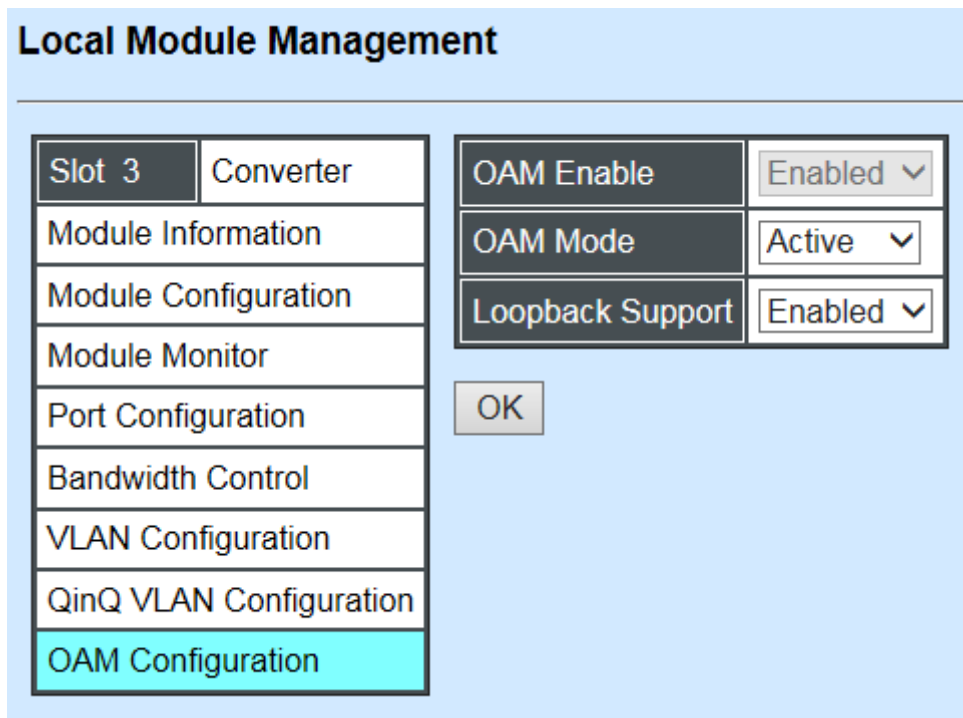 Local Module Management
Slot 3 Converter
Module Information
Module Configuration
Module Monitor
Port Configuration
Bandwidth Control
VLAN Configuration
QinQ VLAN Configuration
OAM Configuration
OAM Enable Enabled
OAM Mode Active
Loopback Support Enabled
OK